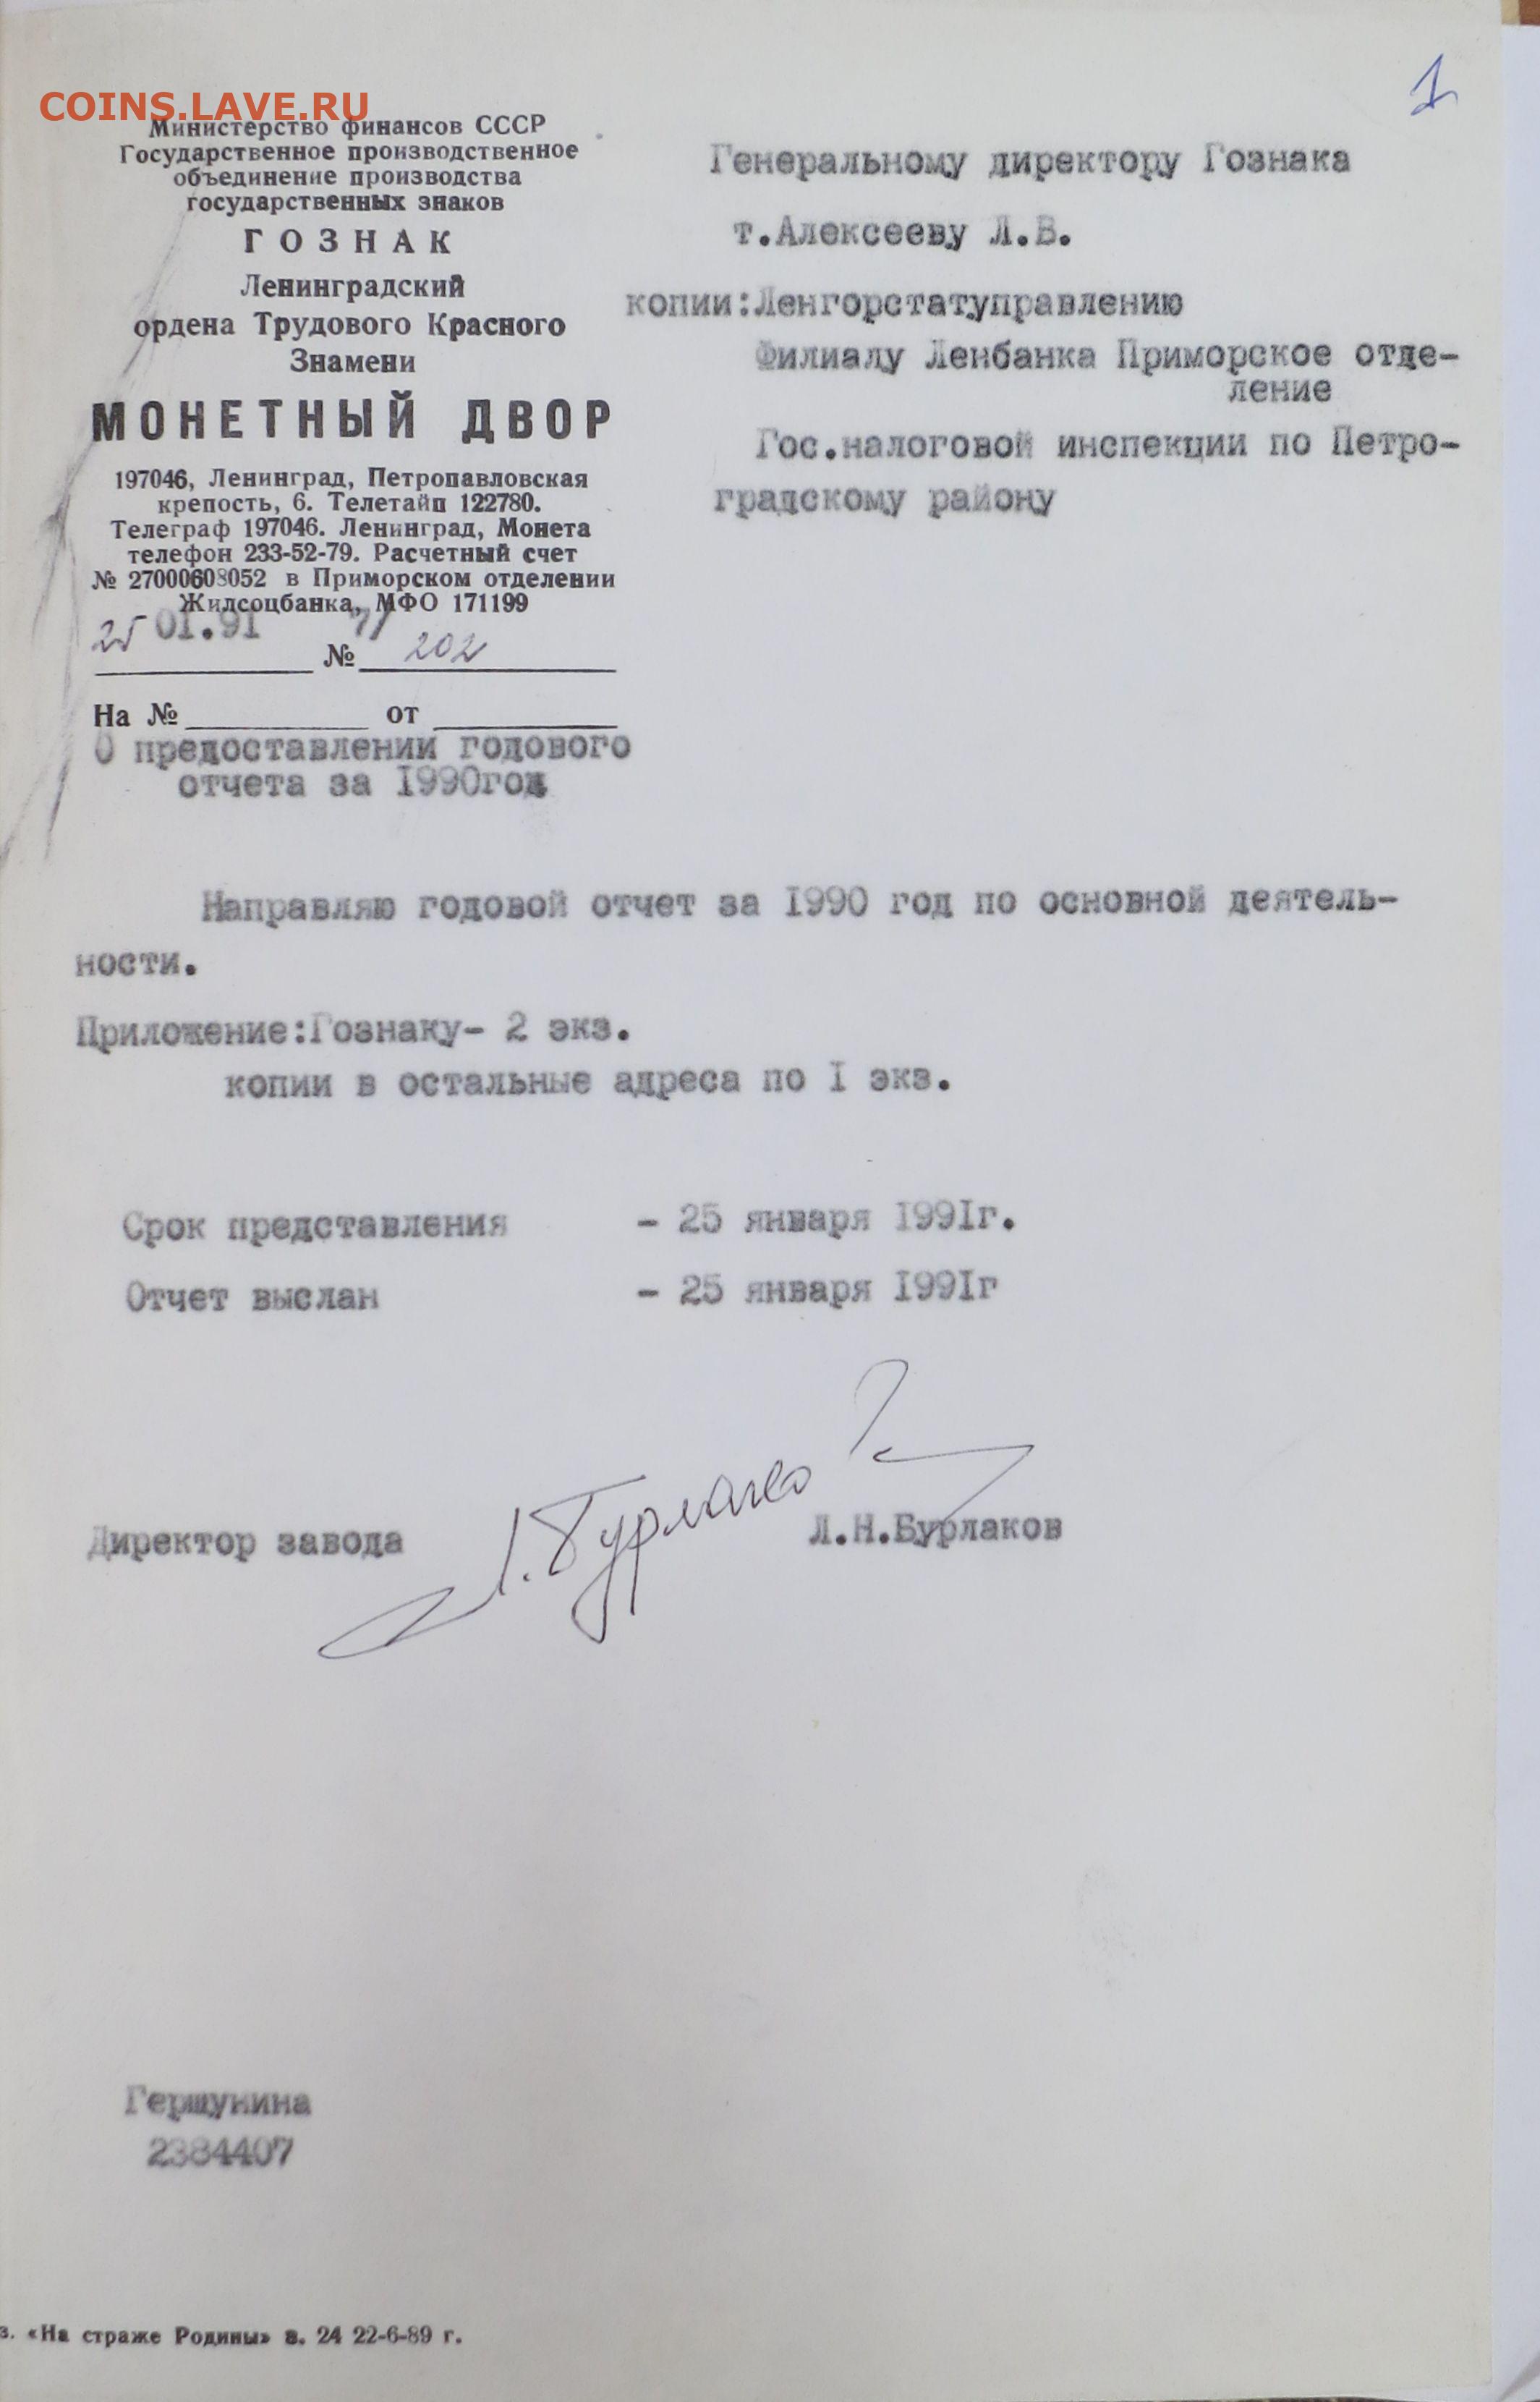 1
COINS.LAVE.RU
Министерство финансов СССР
Государственное производственное
объединение производства
государственных знаков
ГОЗНАК
Ленинградский
ордена Трудового Красного
Знамени
МОНЕТНЫЙ ДВОР
197046, Ленинград, Петропавловская
крепость, 6. Телетайп 122780.
Телеграф 197046. Ленинград, Монета
телефон 233-52-79. Расчетный счет
№ 27000608052 в Приморском отделении
Жилсоцбанка, МФО 171199
25 01.91 № 202
На № от
О предоставлении годового
отчета за 1990год
Генеральному директору Гознака
т.Алексееву Л.В.
копии:Ленгорстатуправлению
Филиалу Ленбанка Приморское отде-
ление
Гос.налоговой инспекции по Петро-
градскому району
Направляю годовой отчет за 1990 год по основной деятель-
ности.
Приложение:Гознаку- 2 экз.
копии в остальные адреса по 1 экз.
Срок представления - 25 января 1991г.
Отчет выслан - 25 января 1991г
Директор завода Л.Н.Бурлаков
Гершунина
2384407
з. «На страже Родины» в. 24 22-6-89 г.